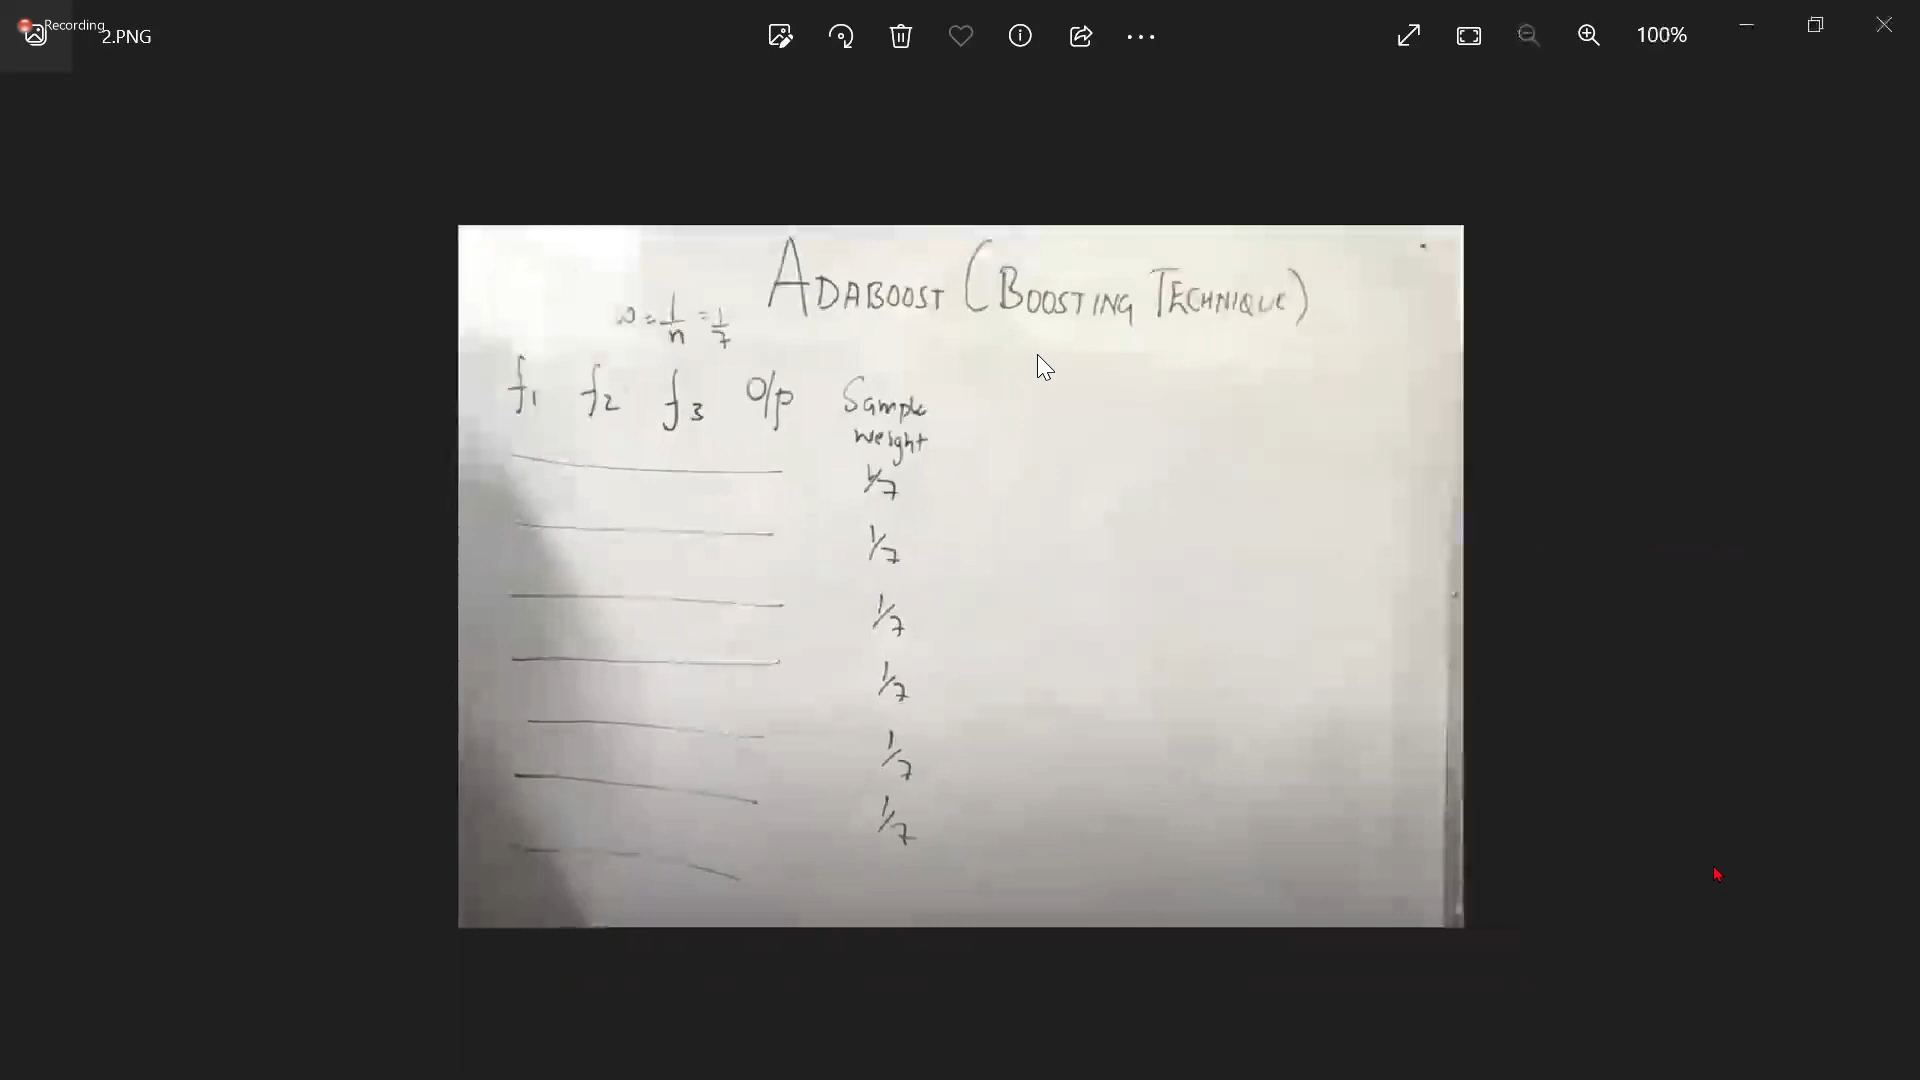 Recording
2.PNG
100%
ADABOOST (BOOSTING TECHNIQUE)
w = 1/n = 1/7
f1 f2 f3 O/p Sample weight
1/7
1/7
1/7
1/7
1/7
1/7